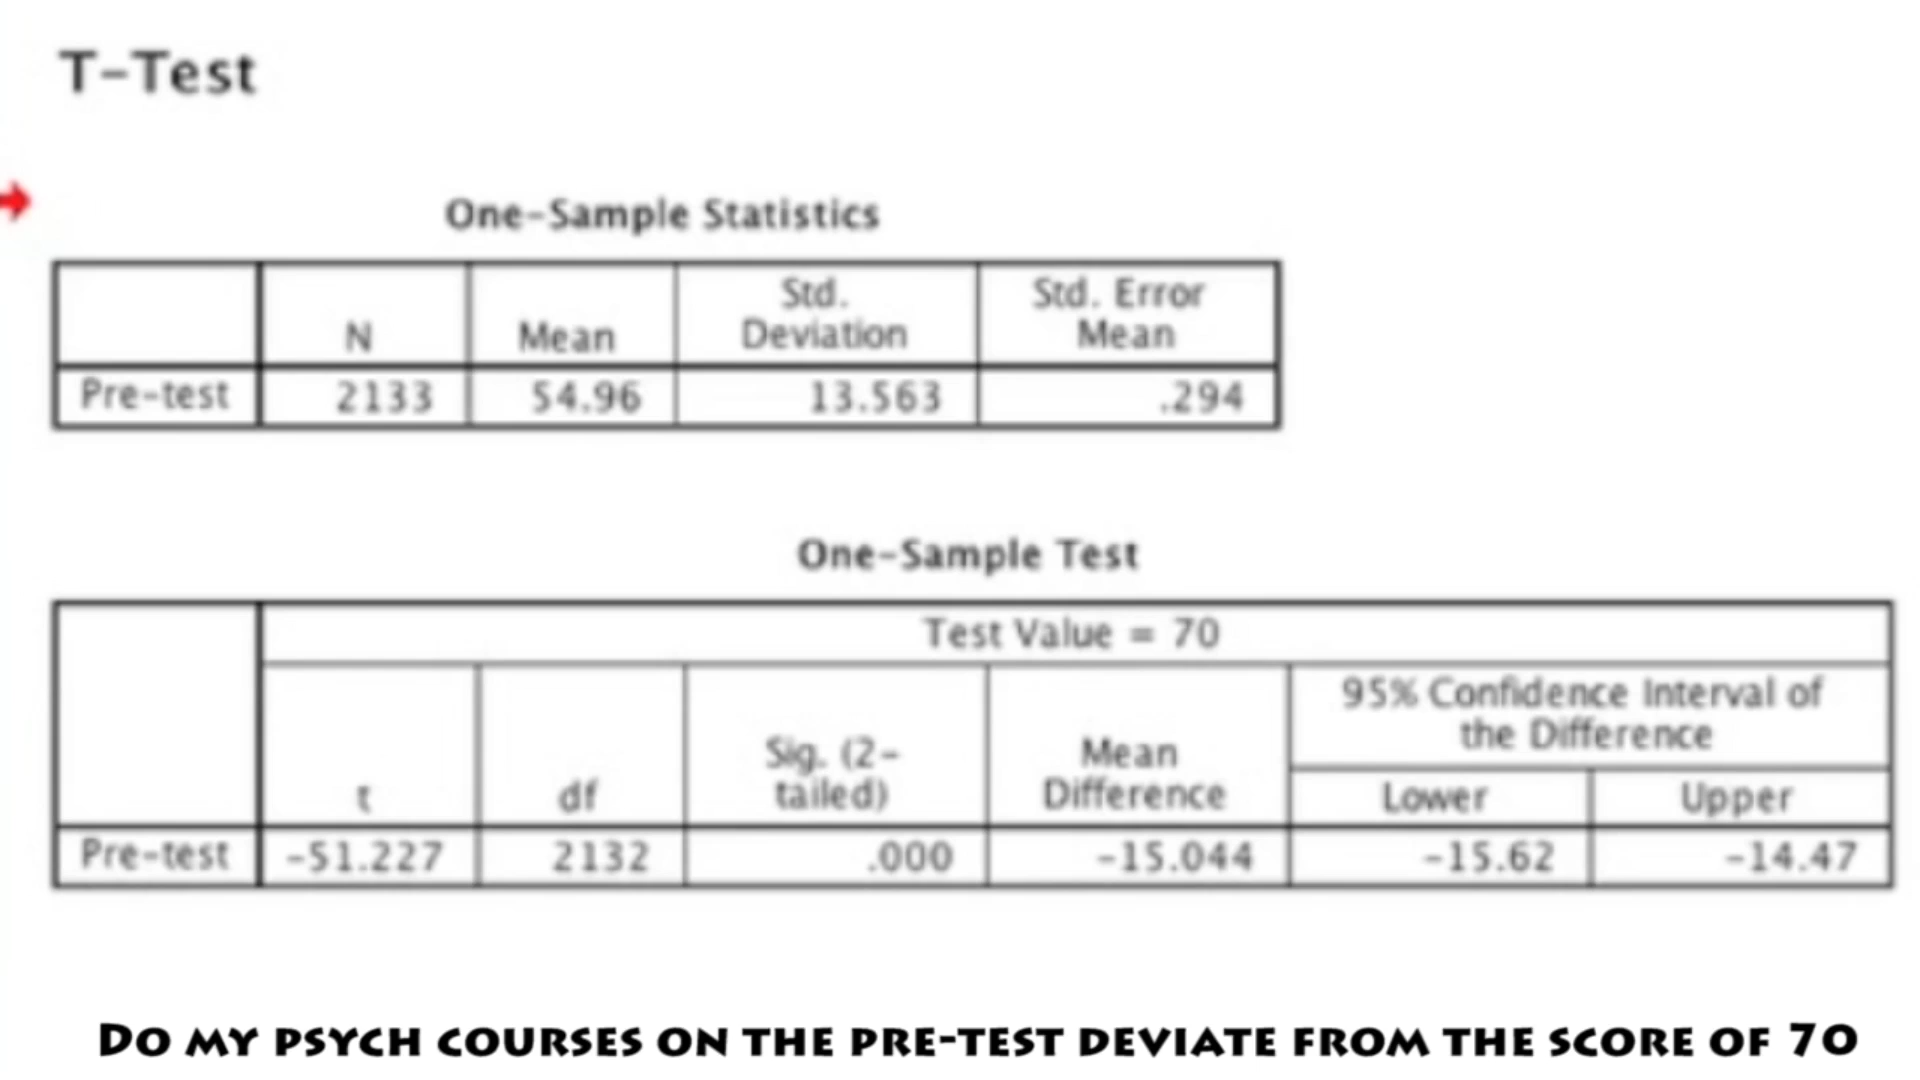 T-Test
One-Sample Statistics
N Mean Std. Deviation Std. Error Mean
Pre-test 2133 54.96 13.563 .294
One-Sample Test
Test Value = 70
t df Sig. (2-tailed) Mean Difference 95% Confidence Interval of the Difference
Lower Upper
Pre-test -51.227 2132 .000 -15.044 -15.62 -14.47
DO MY PSYCH COURSES ON THE PRE-TEST DEVIATE FROM THE SCORE OF 70